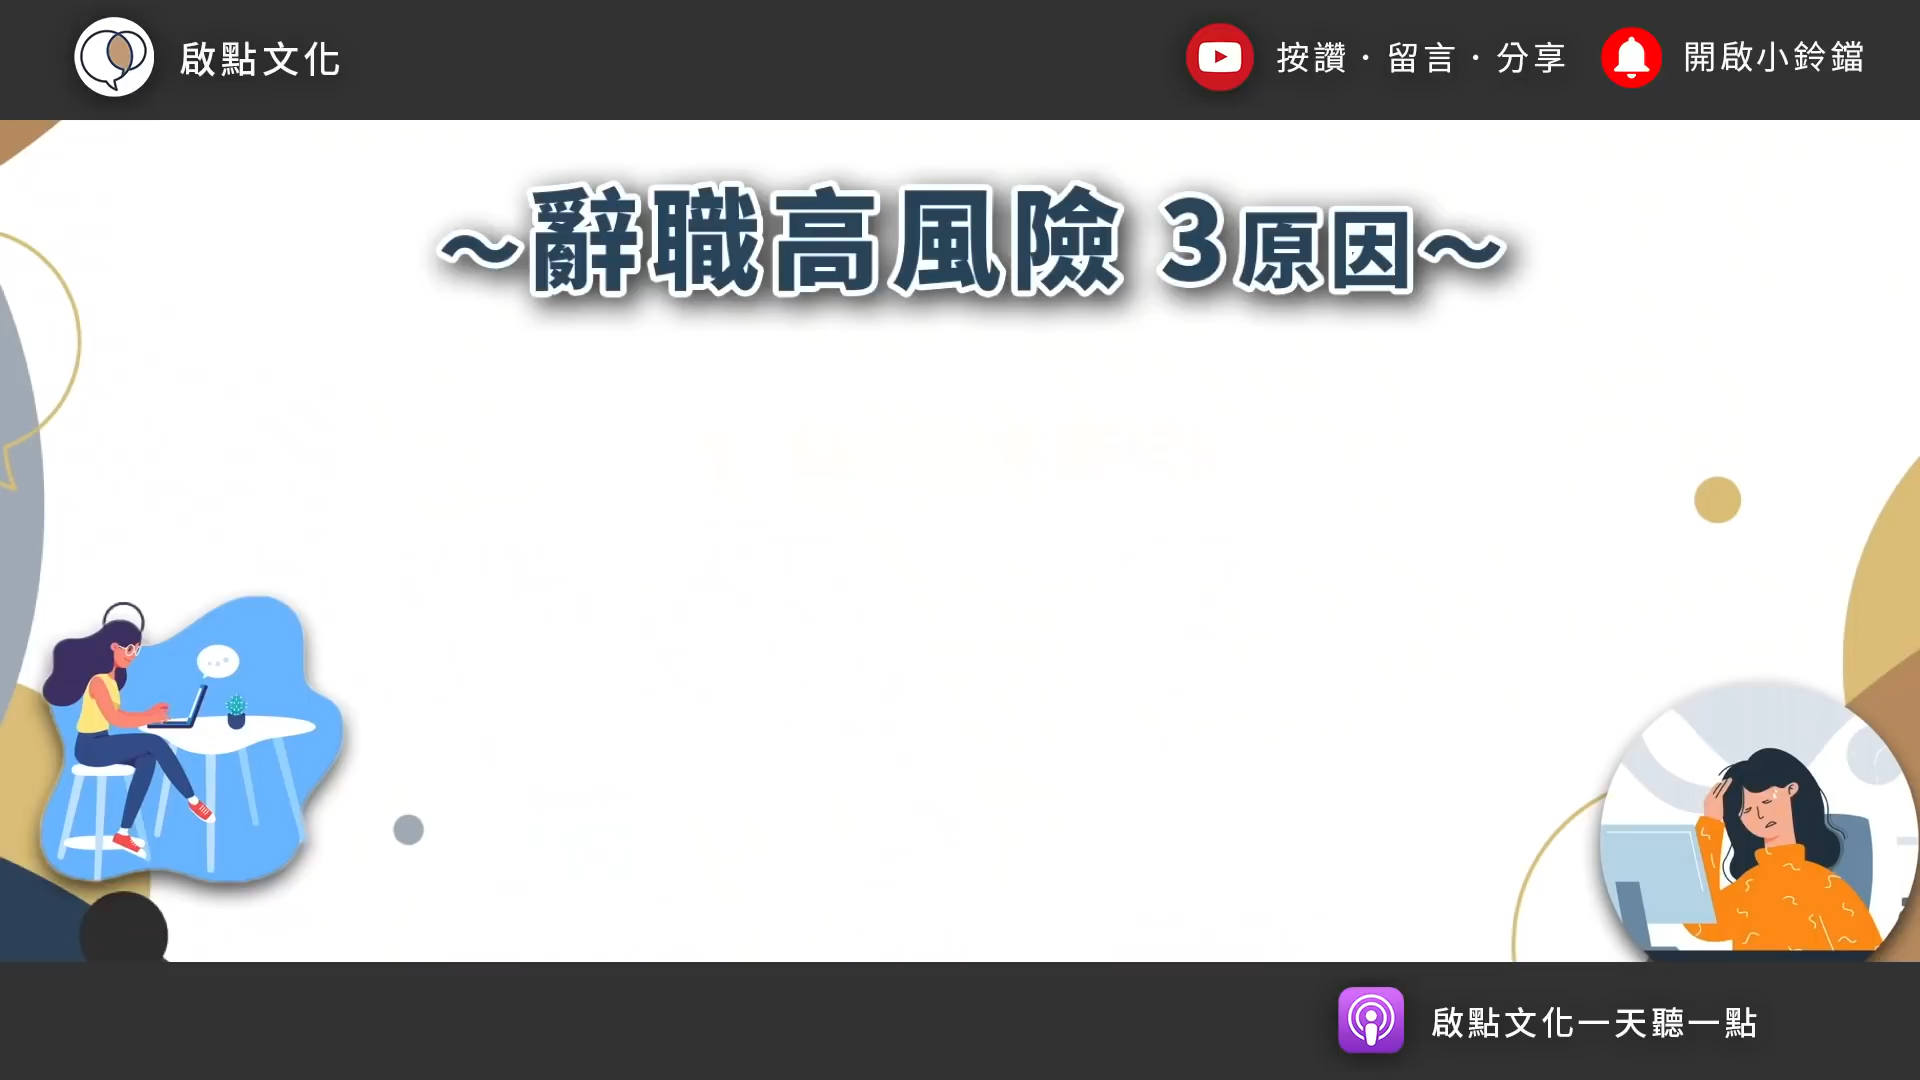 啟點文化
按讚·留言·分享
開啟小鈴鐺
～辭職高風險 3原因～
啟點文化一天聽一點